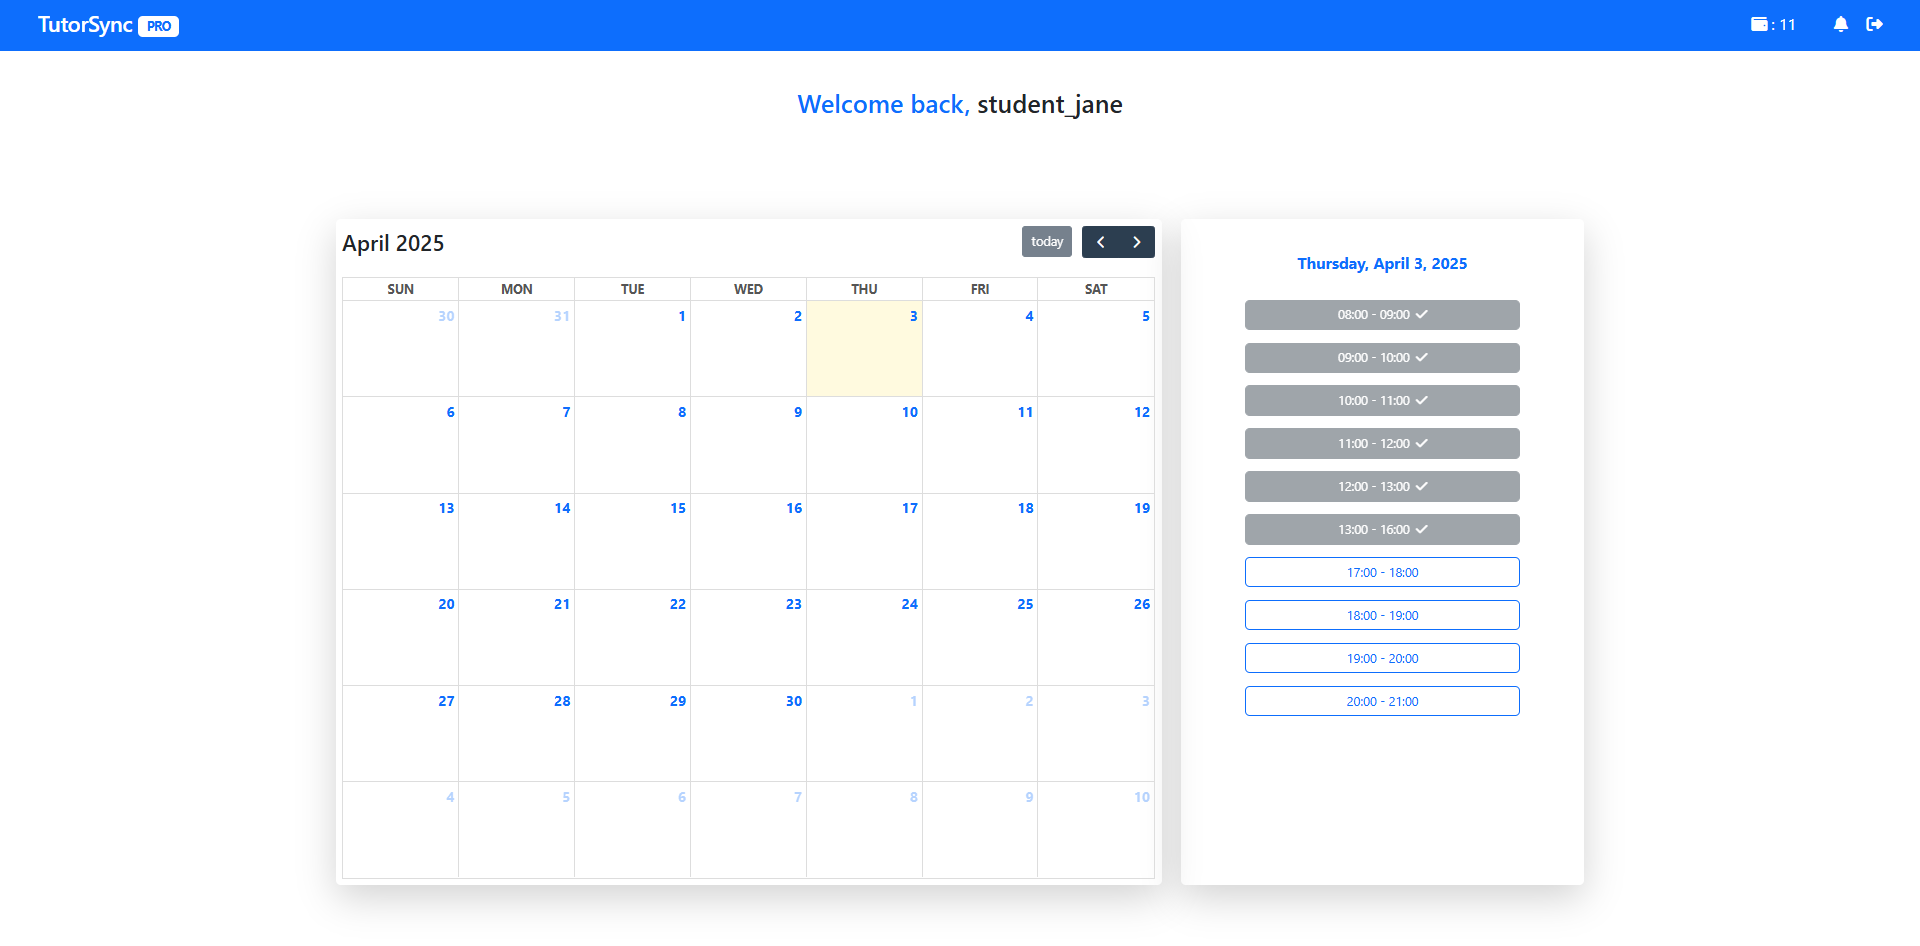 TutorSync PRO
: 11
Welcome back, student_jane
April 2025
today
SUN MON TUE WED THU FRI SAT
30 31 1 2 3 4 5
6 7 8 9 10 11 12
13 14 15 16 17 18 19
20 21 22 23 24 25 26
27 28 29 30 1 2 3
4 5 6 7 8 9 10
Thursday, April 3, 2025
08:00 - 09:00
09:00 - 10:00
10:00 - 11:00
11:00 - 12:00
12:00 - 13:00
13:00 - 16:00
17:00 - 18:00
18:00 - 19:00
19:00 - 20:00
20:00 - 21:00